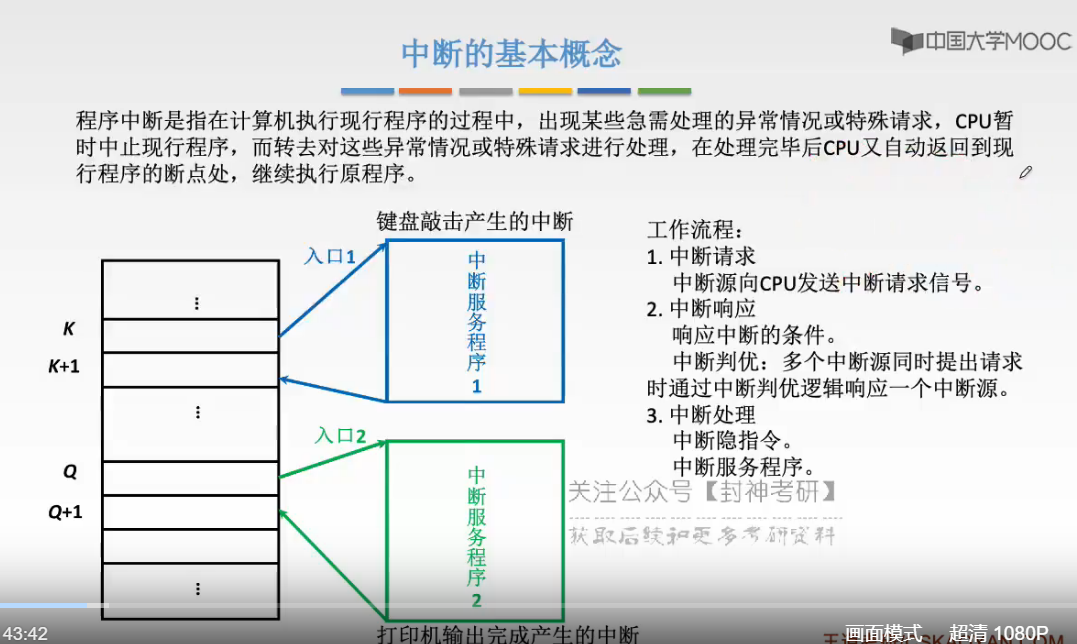 中国大学MOOC
中断的基本概念
程序中断是指在计算机执行现行程序的过程中，出现某些急需处理的异常情况或特殊请求，CPU暂
时中止现行程序，而转去对这些异常情况或特殊请求进行处理，在处理完毕后CPU又自动返回到现
行程序的断点处，继续执行原程序。
键盘敲击产生的中断
入口1
中断服务程序1
⋮
K
K+1
⋮
入口2
中断服务程序2
Q
Q+1
⋮
打印机输出完成产生的中断
工作流程：
1. 中断请求
中断源向CPU发送中断请求信号。
2. 中断响应
响应中断的条件。
中断判优：多个中断源同时提出请求
时通过中断判优逻辑响应一个中断源。
3. 中断处理
中断隐指令。
中断服务程序。
关注公众号【封神考研】
获取后续和更多考研资料
43:42
画面模式
超清 1080P